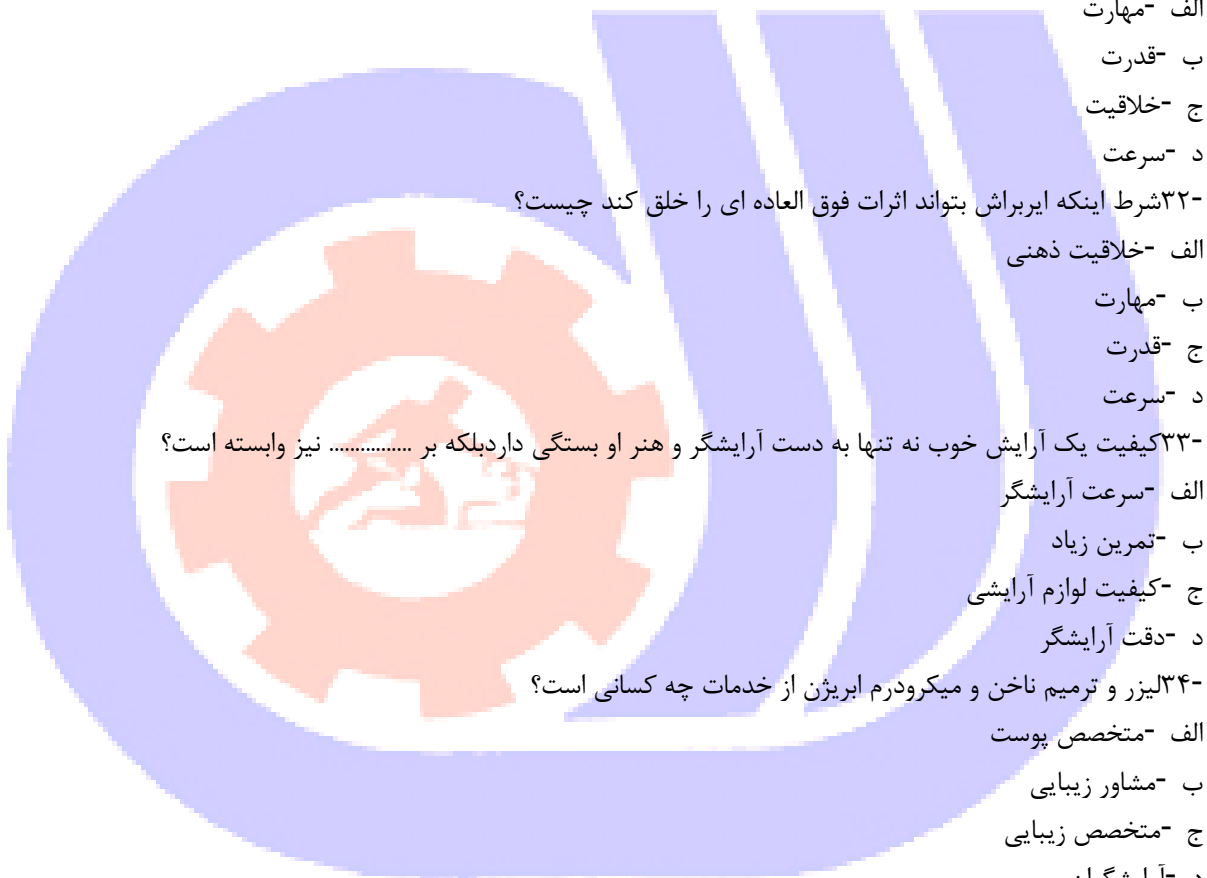 الف -مهارت
ب -قدرت
ج -خلاقیت
د -سرعت
-۳۲شرط اینکه ایربراش بتواند اثرات فوق العاده ای را خلق کند چیست؟
الف -خلاقیت ذهنی
ب -مهارت
ج -قدرت
د -سرعت
-۳۳کیفیت یک آرایش خوب نه تنها به دست آرایشگر و هنر او بستگی داردبلکه بر ............... نیز وابسته است؟
الف -سرعت آرایشگر
ب -تمرین زیاد
ج -کیفیت لوازم آرایشی
د -دقت آرایشگر
-۳۴لیزر و ترمیم ناخن و میکرودرم ابریژن از خدمات چه کسانی است؟
الف -متخصص پوست
ب -مشاور زیبایی
ج -متخصص زیبایی